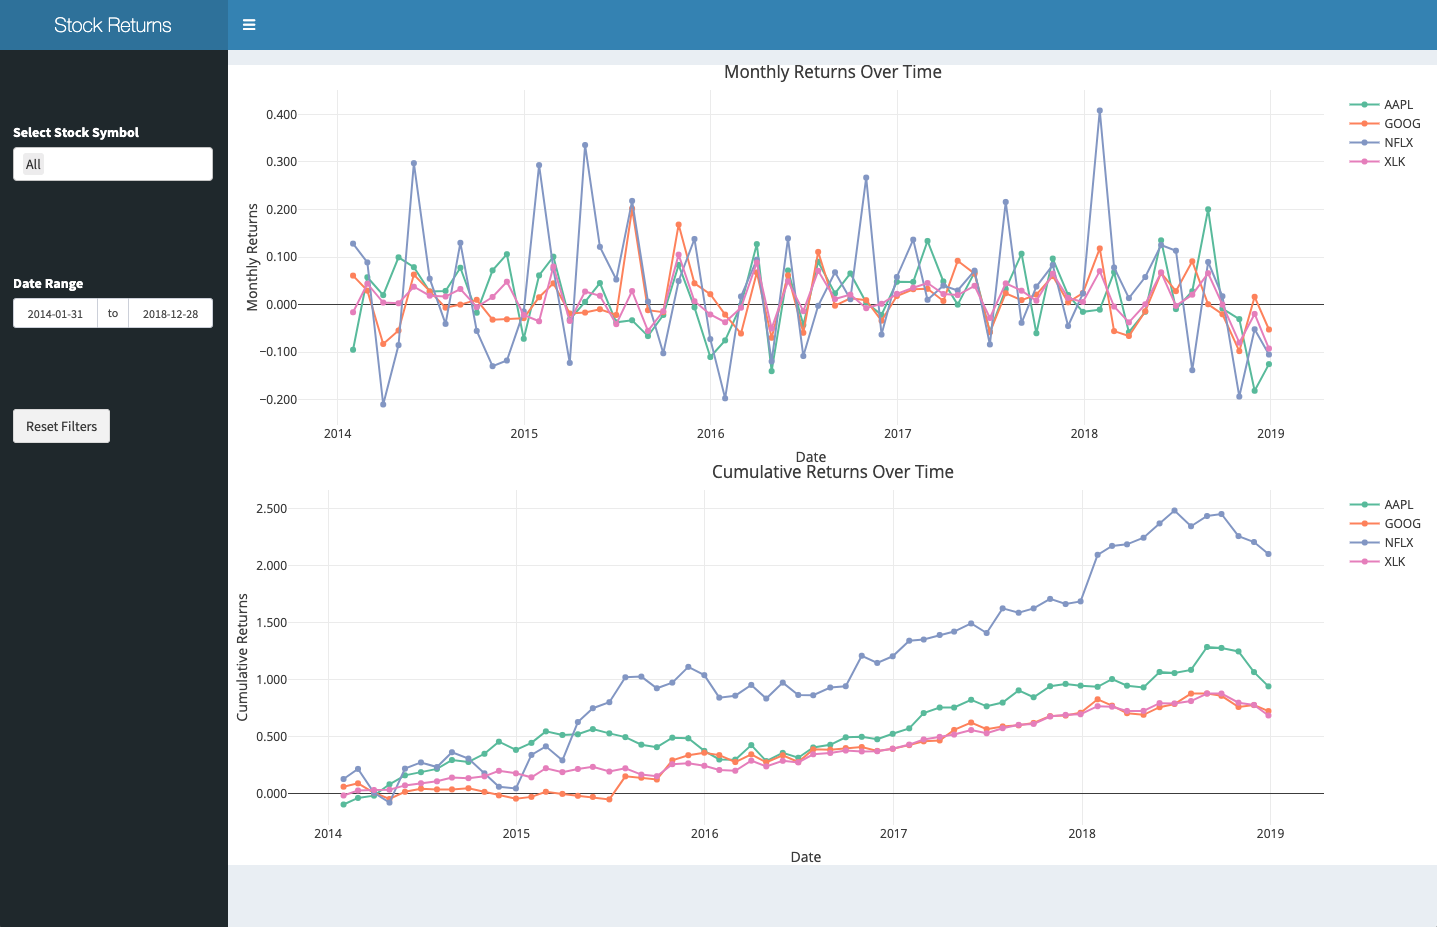 Stock Returns
Select Stock Symbol
All
Date Range
2014-01-31 to 2018-12-28
Reset Filters
Monthly Returns Over Time
Monthly Returns
0.400
0.300
0.200
0.100
0.000
−0.100
−0.200
2014 2015 2016 2017 2018 2019
Date
AAPL
GOOG
NFLX
XLK
Cumulative Returns Over Time
Cumulative Returns
2.500
2.000
1.500
1.000
0.500
0.000
2014 2015 2016 2017 2018 2019
Date
AAPL
GOOG
NFLX
XLK